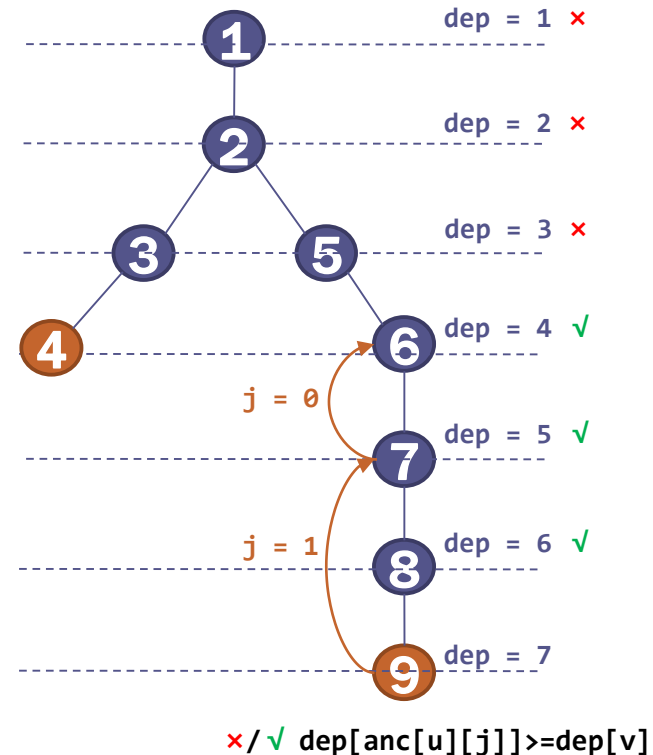 dep = 1 ×
1
dep = 2 ×
2
dep = 3 ×
3 5
dep = 4 √
4 6
j = 0
dep = 5 √
7
j = 1
dep = 6 √
8
dep = 7
9
×/√ dep[anc[u][j]]>=dep[v]